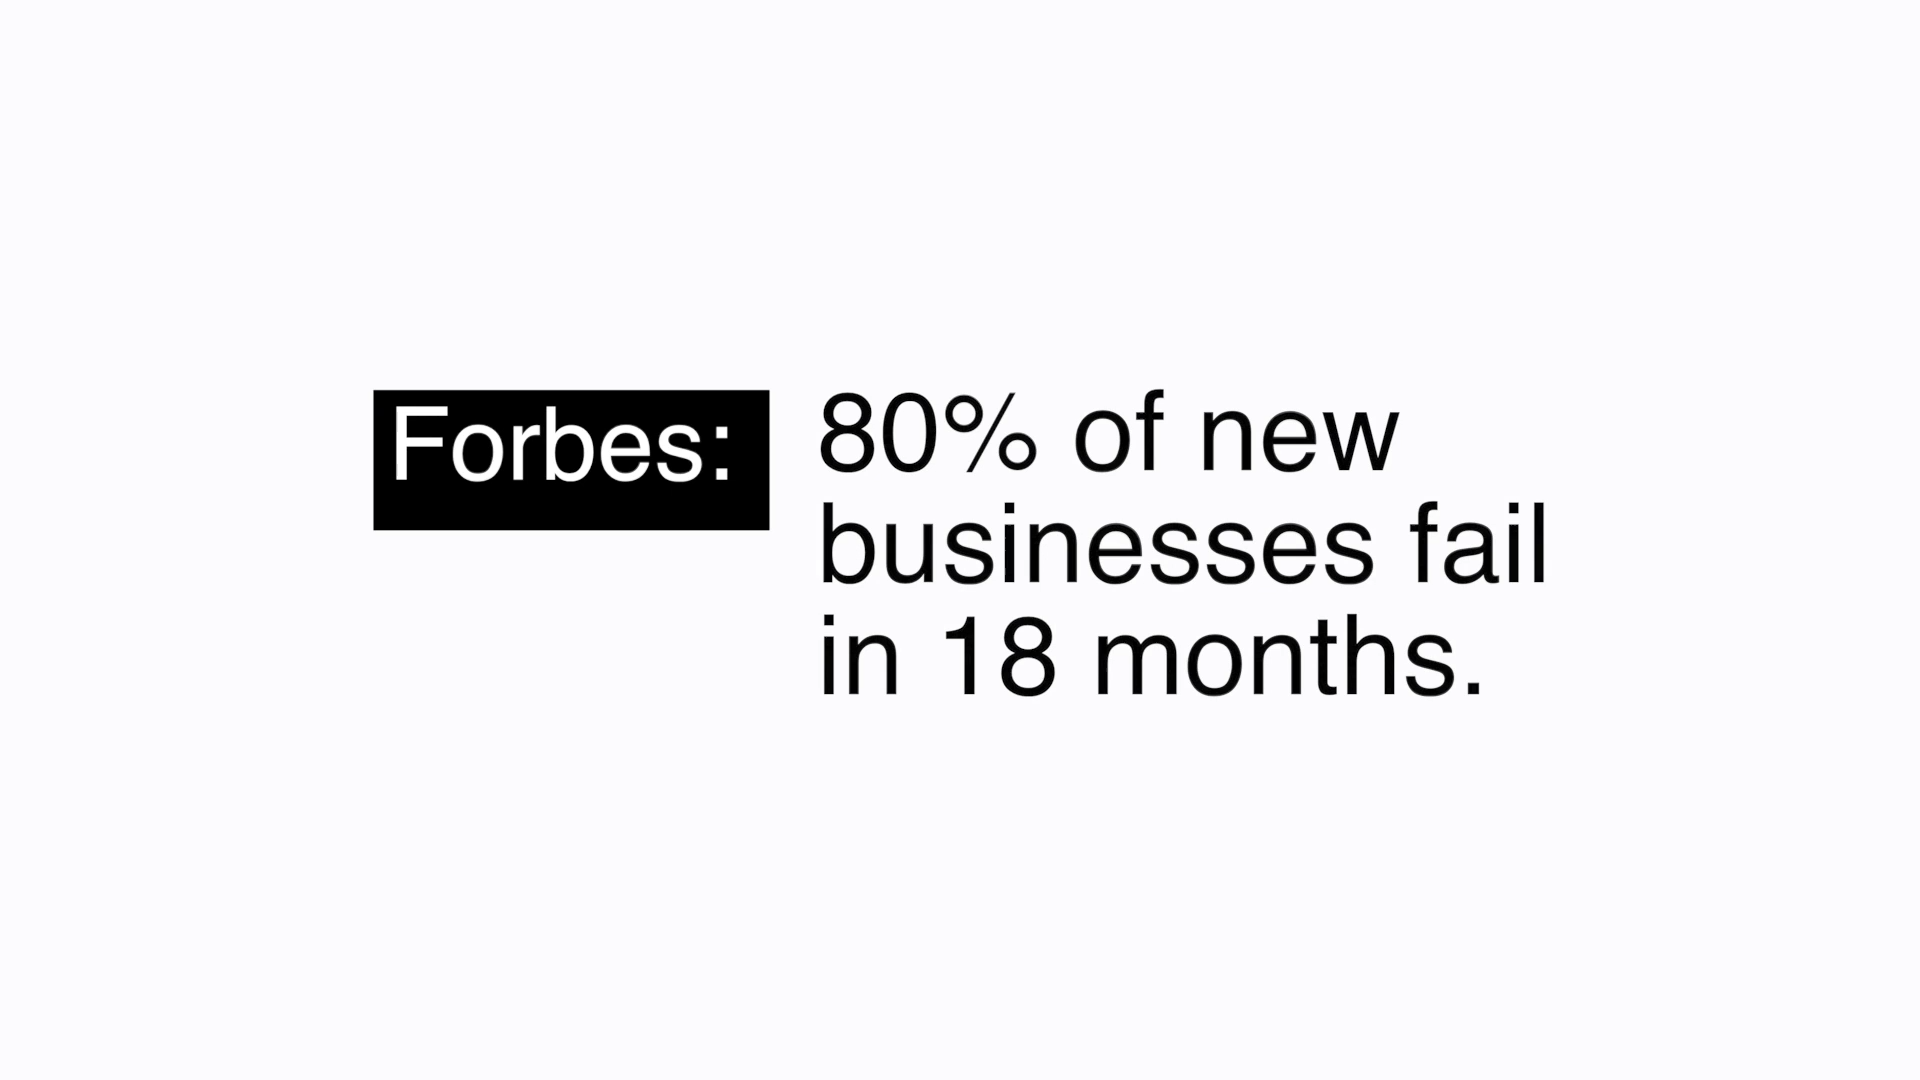 Forbes:
80% of new
businesses fail
in 18 months.